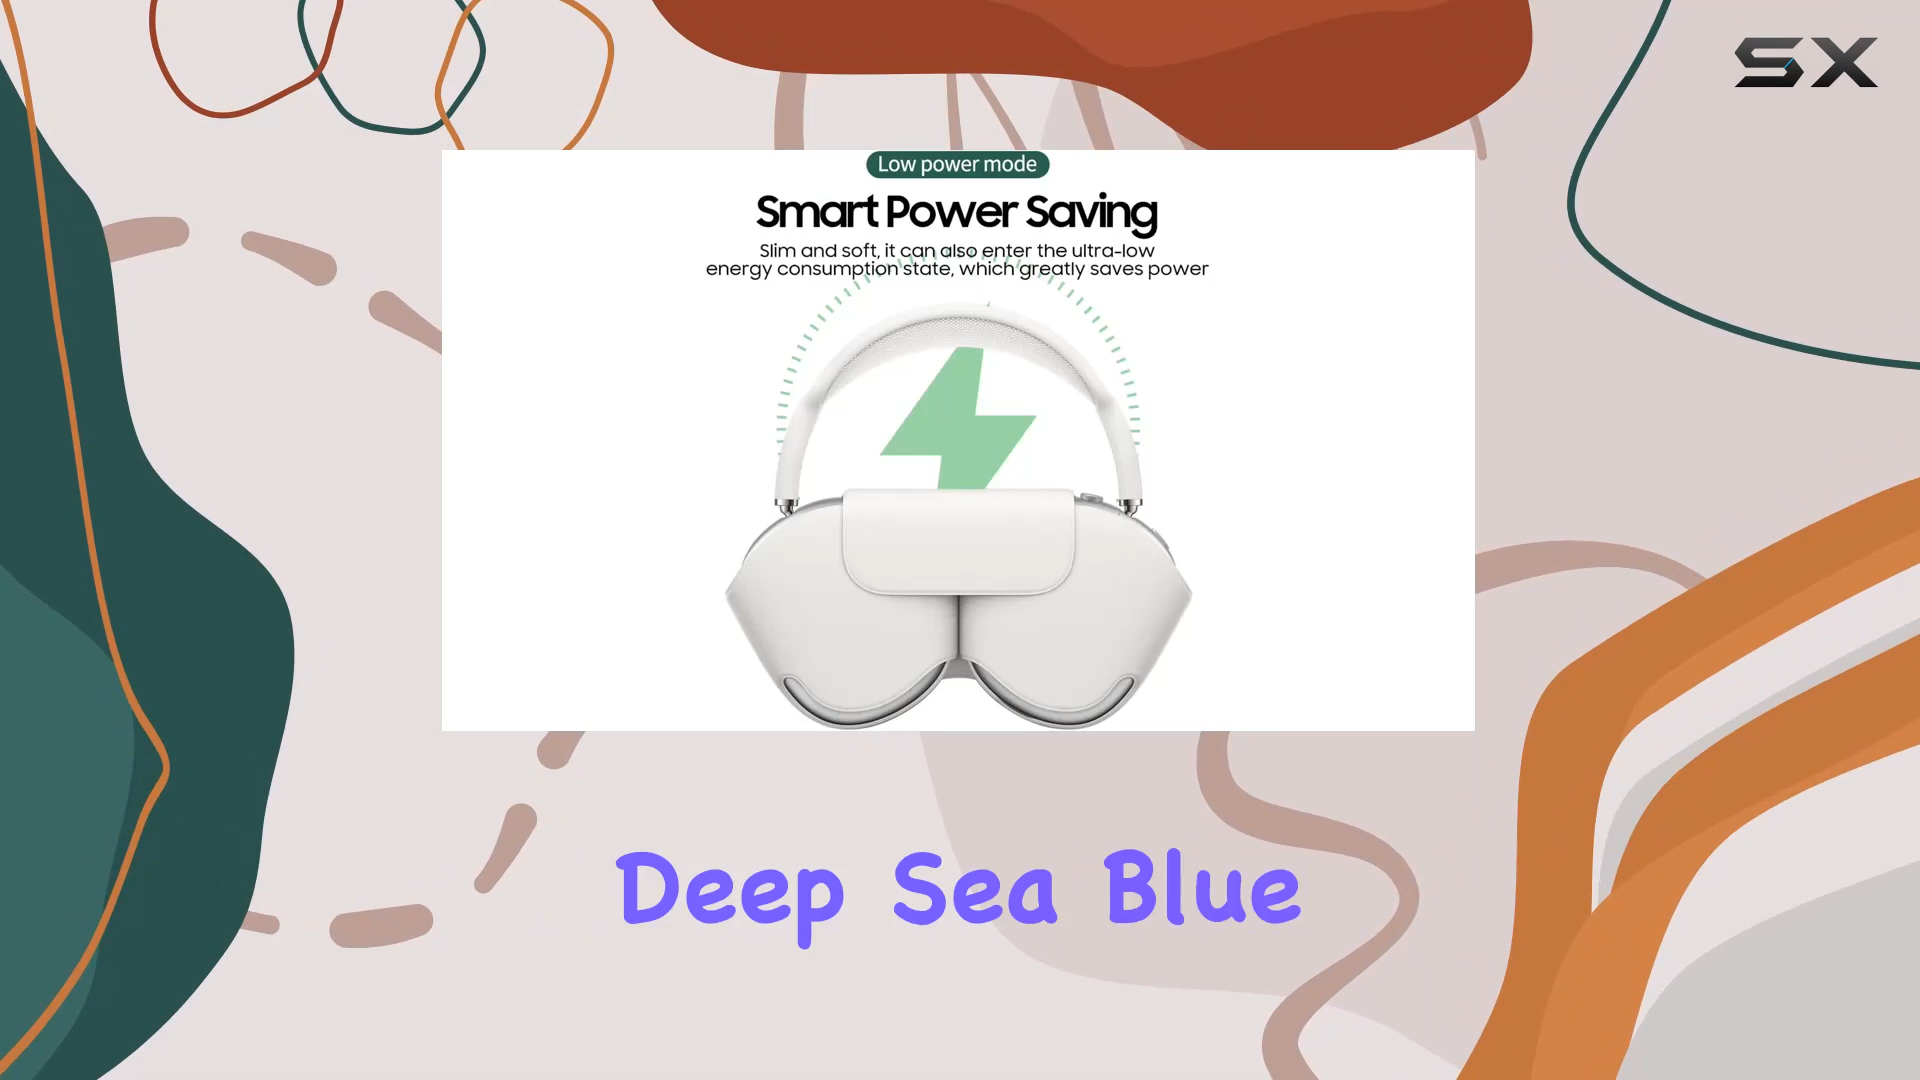 SX
Low power mode
Smart Power Saving
Slim and soft, it can also enter the ultra-low
energy consumption state, which greatly saves power
Deep Sea Blue